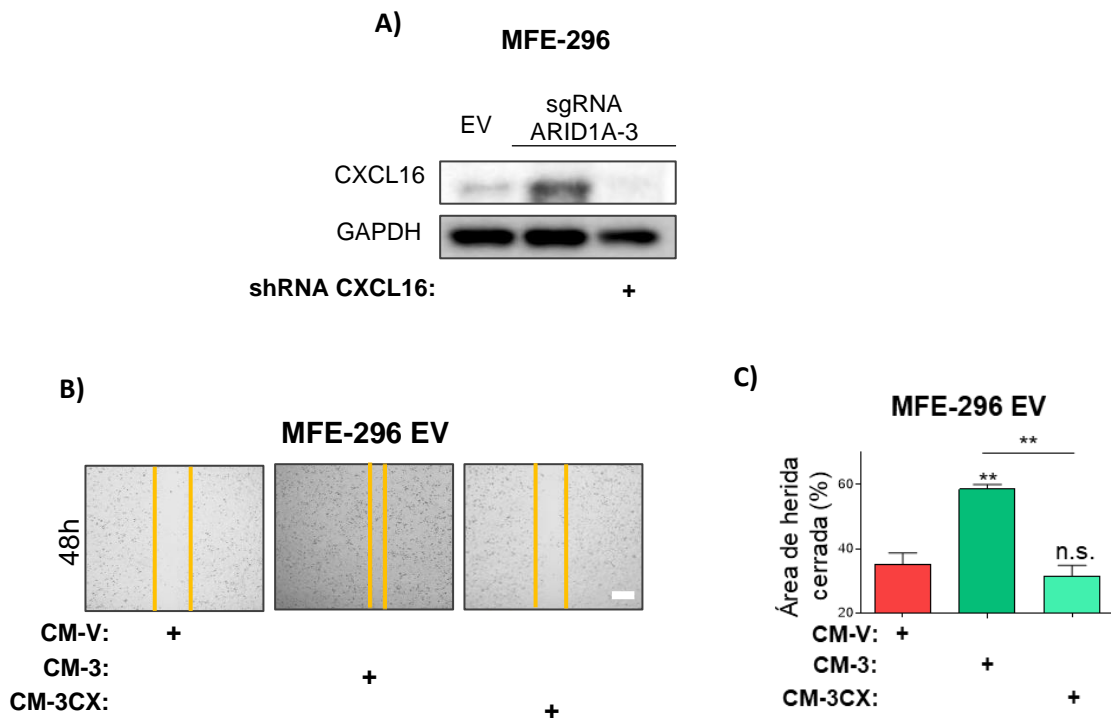 A)
MFE-296
EV
sgRNA
ARID1A-3
CXCL16
GAPDH
shRNA CXCL16: +
B)
MFE-296 EV
48h
CM-V: +
CM-3: +
CM-3CX: +
C)
MFE-296 EV
**
**
n.s.
Área de herida
cerrada (%)
60
40
20
CM-V: +
CM-3: +
CM-3CX: +